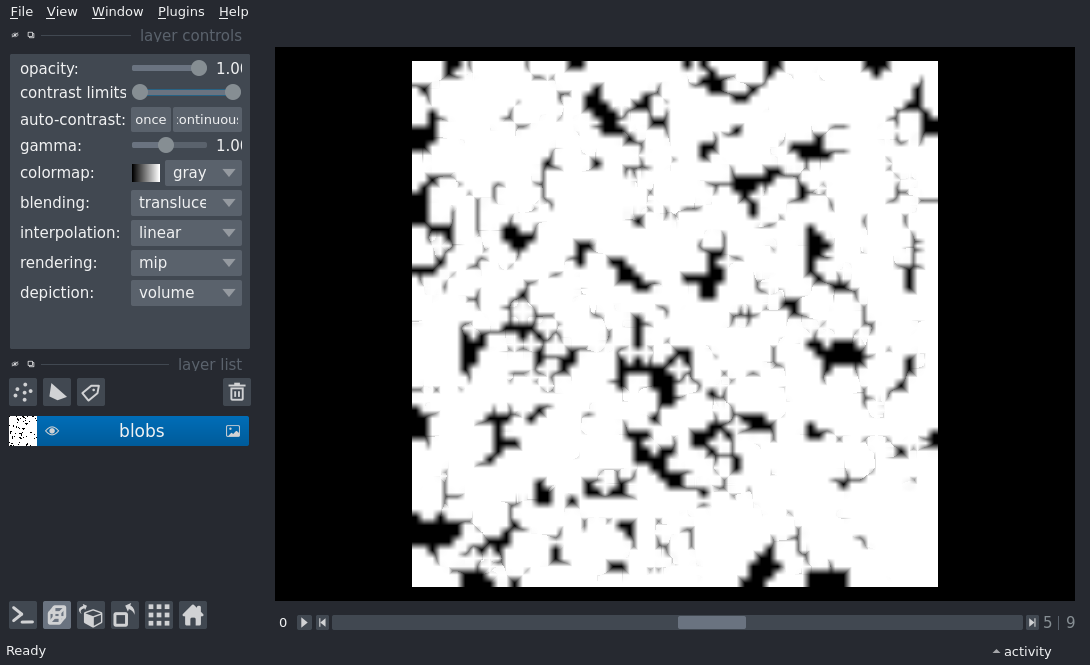 File View Window Plugins Help
layer controls
opacity: 1.00
contrast limits
auto-contrast: once continuous
gamma: 1.00
colormap: gray
blending: transluce
interpolation: linear
rendering: mip
depiction: volume
layer list
blobs
0 5 | 9
Ready activity